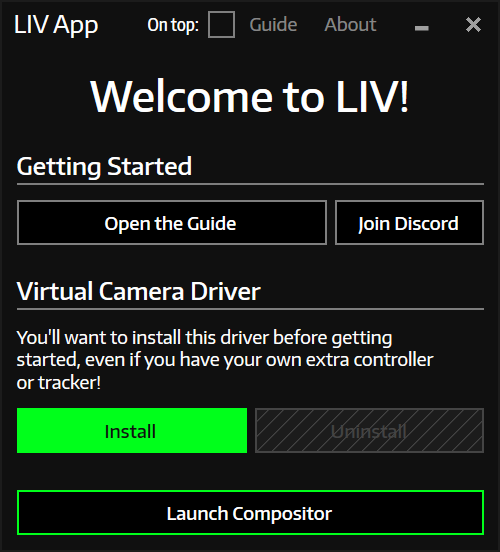 LIV App On top: Guide About
Welcome to LIV!
Getting Started
Open the Guide Join Discord
Virtual Camera Driver
You'll want to install this driver before getting
started, even if you have your own extra controller
or tracker!
Install Uninstall
Launch Compositor